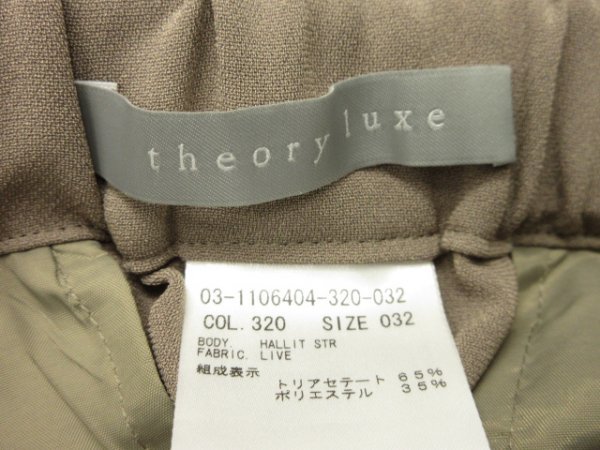 theory luxe
03-1106404-320-032
COL. 320 SIZE 032
BODY. HALLIT STR
FABRIC. LIVE
組成表示
トリアセテート 65%
ポリエステル 35%